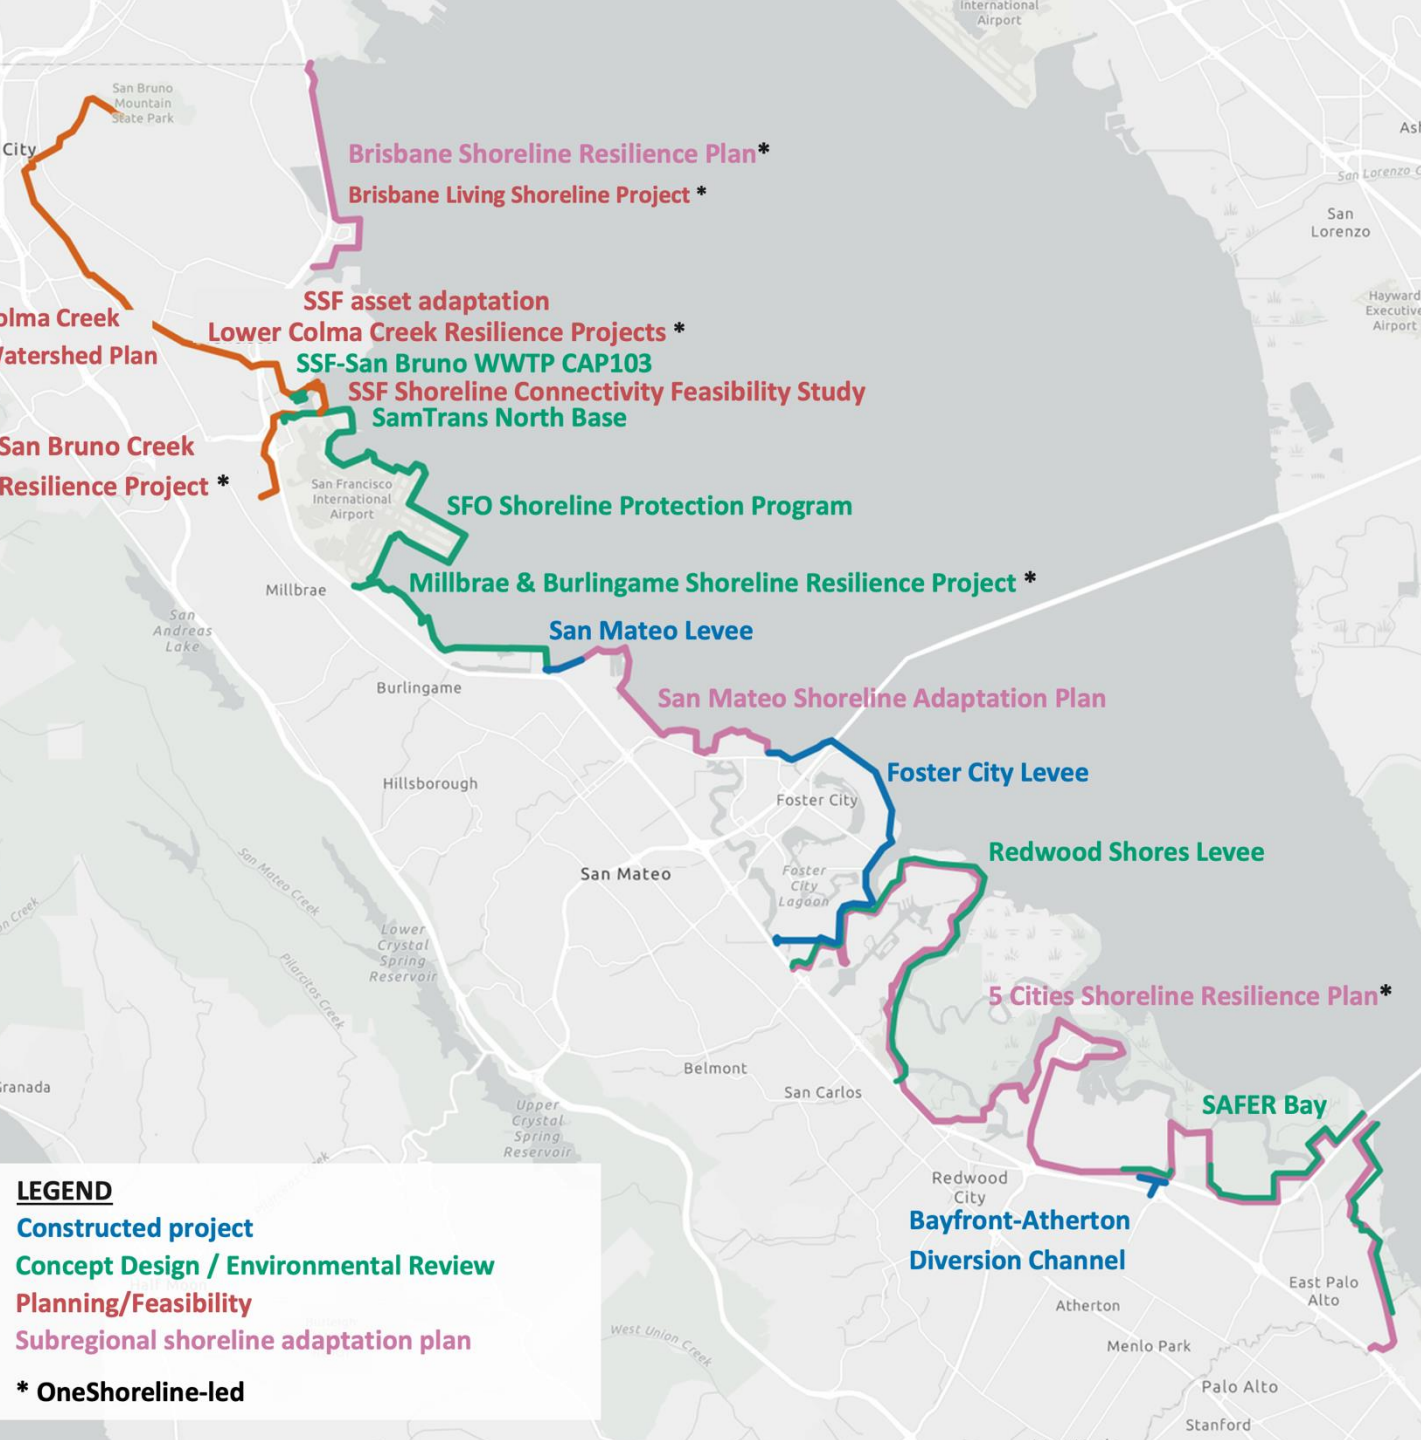 International
Airport
San Bruno
Mountain
State Park
City
Brisbane Shoreline Resilience Plan*
Brisbane Living Shoreline Project *
San Lorenzo C
San
Lorenzo
Hayward
Executive
Airport
SSF asset adaptation
olma Creek
Lower Colma Creek Resilience Projects *
Watershed Plan
SSF-San Bruno WWTP CAP103
SSF Shoreline Connectivity Feasibility Study
SamTrans North Base
San Bruno Creek
Resilience Project *
San Francisco
International
Airport
SFO Shoreline Protection Program
Millbrae & Burlingame Shoreline Resilience Project *
Millbrae
San
Andreas
Lake
San Mateo Levee
Burlingame
San Mateo Shoreline Adaptation Plan
Foster City Levee
Hillsborough
Foster City
Redwood Shores Levee
San Mateo Creek
San Mateo
Foster
City
Lagoon
on Creek
Lower
Crystal
Spring
Reservoir
Pilarcitos Creek
5 Cities Shoreline Resilience Plan*
Belmont
San Carlos
Granada
Upper
Crystal
Spring
Reservoir
SAFER Bay
Redwood
City
Bayfront-Atherton
Diversion Channel
East Palo
Alto
Atherton
Menlo Park
West Union Creek
Palo Alto
Stanford
LEGEND
Constructed project
Concept Design / Environmental Review
Planning/Feasibility
Subregional shoreline adaptation plan
* OneShoreline-led